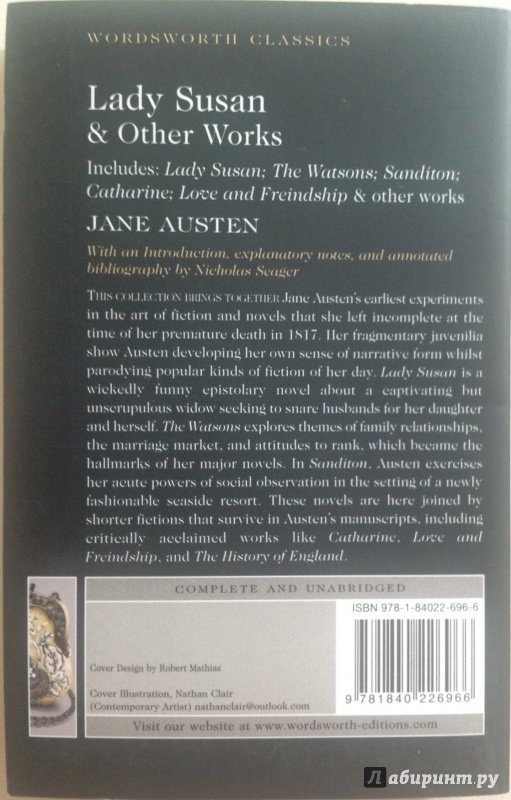 WORDSWORTH CLASSICS
Lady Susan
& Other Works
Includes: Lady Susan; The Watsons; Sanditon;
Catharine; Love and Freindship & other works
JANE AUSTEN
With an Introduction, explanatory notes, and annotated
bibliography by Nicholas Seager
THIS COLLECTION BRINGS TOGETHER Jane Austen's earliest experiments
in the art of fiction and novels that she left incomplete at the
time of her premature death in 1817. Her fragmentary juvenilia
show Austen developing her own sense of narrative form whilst
parodying popular kinds of fiction of her day. Lady Susan is a
wickedly funny epistolary novel about a captivating but
unscrupulous widow seeking to snare husbands for her daughter
and herself. The Watsons explores themes of family relationships,
the marriage market, and attitudes to rank, which became the
hallmarks of her major novels. In Sanditon, Austen exercises
her acute powers of social observation in the setting of a newly
fashionable seaside resort. These novels are here joined by
shorter fictions that survive in Austen's manuscripts, including
critically acclaimed works like Catharine, Love and
Freindship, and The History of England.
COMPLETE AND UNABRIDGED
ISBN 978-1-84022-696-6
Cover Design by Robert Mathias
Cover Illustration, Nathan Clair
(Contemporary Artist) nathanclair@outlook.com
9 781840 226966
Visit our website at www.wordsworth-editions.com
Лабиринт.ру